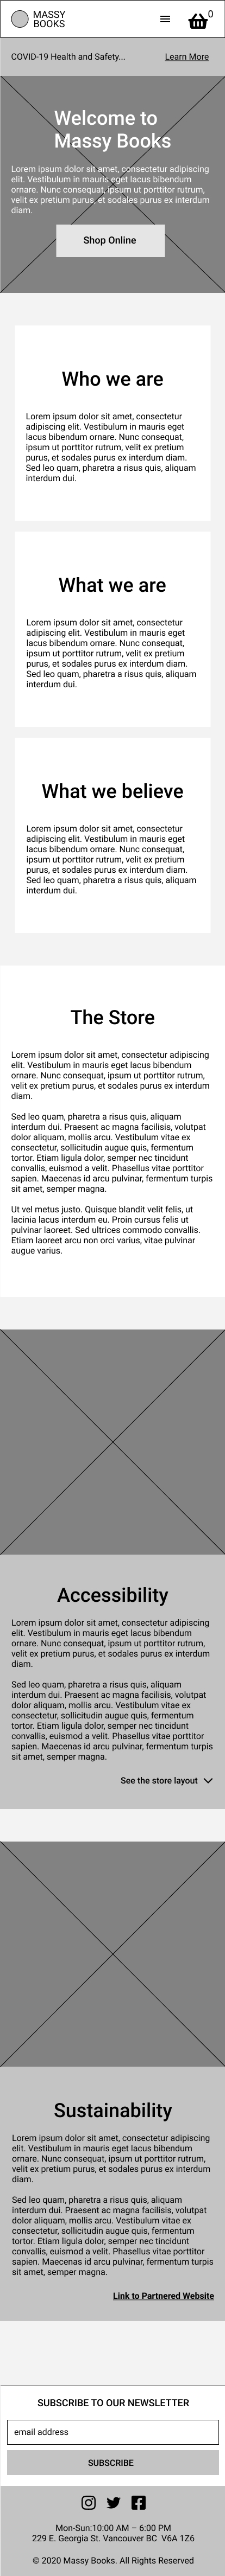 MASSY
BOOKS
0
COVID-19 Health and Safety...
Learn More
Welcome to
Massy Books
Lorem ipsum dolor sit amet, consectetur adipiscing
elit. Vestibulum in mauris eget lacus bibendum
ornare. Nunc consequat, ipsum ut porttitor rutrum,
velit ex pretium purus, et sodales purus ex interdum
diam.
Shop Online
Who we are
Lorem ipsum dolor sit amet, consectetur
adipiscing elit. Vestibulum in mauris eget
lacus bibendum ornare. Nunc consequat,
ipsum ut porttitor rutrum, velit ex pretium
purus, et sodales purus ex interdum diam.
Sed leo quam, pharetra a risus quis, aliquam
interdum dui.
What we are
Lorem ipsum dolor sit amet, consectetur
adipiscing elit. Vestibulum in mauris eget
lacus bibendum ornare. Nunc consequat,
ipsum ut porttitor rutrum, velit ex pretium
purus, et sodales purus ex interdum diam.
Sed leo quam, pharetra a risus quis, aliquam
interdum dui.
What we believe
Lorem ipsum dolor sit amet, consectetur
adipiscing elit. Vestibulum in mauris eget
lacus bibendum ornare. Nunc consequat,
ipsum ut porttitor rutrum, velit ex pretium
purus, et sodales purus ex interdum diam.
Sed leo quam, pharetra a risus quis, aliquam
interdum dui.
The Store
Lorem ipsum dolor sit amet, consectetur adipiscing
elit. Vestibulum in mauris eget lacus bibendum
ornare. Nunc consequat, ipsum ut porttitor rutrum,
velit ex pretium purus, et sodales purus ex interdum
diam.
Sed leo quam, pharetra a risus quis, aliquam
interdum dui. Praesent ac magna facilisis, volutpat
dolor aliquam, mollis arcu. Vestibulum vitae ex
consectetur, sollicitudin augue quis, fermentum
tortor. Etiam ligula dolor, semper nec tincidunt
convallis, euismod a velit. Phasellus vitae porttitor
sapien. Maecenas id arcu pulvinar, fermentum turpis
sit amet, semper magna.
Ut vel metus justo. Quisque blandit velit felis, ut
lacinia lacus interdum eu. Proin cursus felis ut
pulvinar laoreet. Sed ultrices commodo convallis.
Etiam laoreet arcu non orci varius, vitae pulvinar
augue varius.
Accessibility
Lorem ipsum dolor sit amet, consectetur adipiscing
elit. Vestibulum in mauris eget lacus bibendum
ornare. Nunc consequat, ipsum ut porttitor rutrum,
velit ex pretium purus, et sodales purus ex interdum
diam.
Sed leo quam, pharetra a risus quis, aliquam
interdum dui. Praesent ac magna facilisis, volutpat
dolor aliquam, mollis arcu. Vestibulum vitae ex
consectetur, sollicitudin augue quis, fermentum
tortor. Etiam ligula dolor, semper nec tincidunt
convallis, euismod a velit. Phasellus vitae porttitor
sapien. Maecenas id arcu pulvinar, fermentum turpis
sit amet, semper magna.
See the store layout
Sustainability
Lorem ipsum dolor sit amet, consectetur adipiscing
elit. Vestibulum in mauris eget lacus bibendum
ornare. Nunc consequat, ipsum ut porttitor rutrum,
velit ex pretium purus, et sodales purus ex interdum
diam.
Sed leo quam, pharetra a risus quis, aliquam
interdum dui. Praesent ac magna facilisis, volutpat
dolor aliquam, mollis arcu. Vestibulum vitae ex
consectetur, sollicitudin augue quis, fermentum
tortor. Etiam ligula dolor, semper nec tincidunt
convallis, euismod a velit. Phasellus vitae porttitor
sapien. Maecenas id arcu pulvinar, fermentum turpis
sit amet, semper magna.
Link to Partnered Website
SUBSCRIBE TO OUR NEWSLETTER
email address
SUBSCRIBE
Mon-Sun:10:00 AM – 6:00 PM
229 E. Georgia St. Vancouver BC V6A 1Z6
© 2020 Massy Books. All Rights Reserved